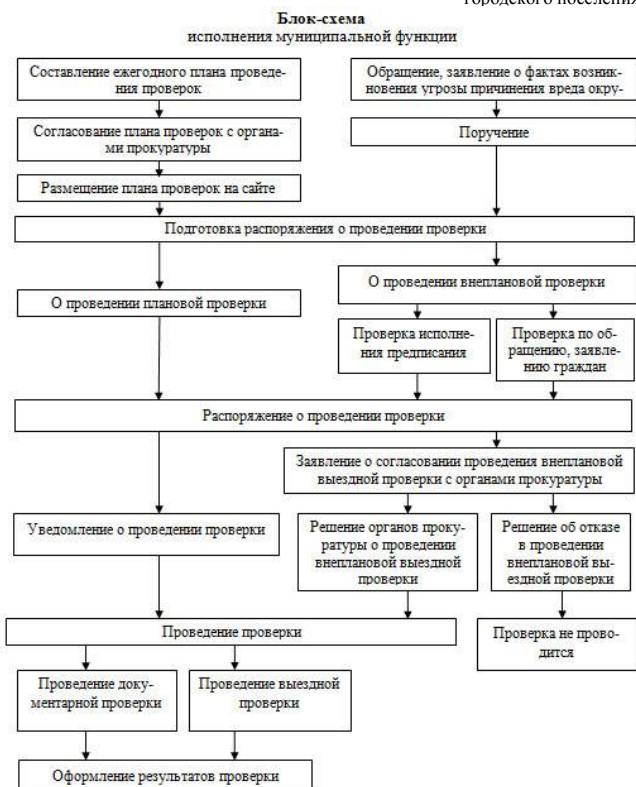 городского поселения
Блок-схема
исполнения муниципальной функции
Составление ежегодного плана проведе-
ния проверок
Обращение, заявление о фактах возник-
новения угрозы причинения вреда окру-
Согласование плана проверок с органа-
ми прокуратуры
Поручение
Размещение плана проверок на сайте
Подготовка распоряжения о проведении проверки
О проведении плановой проверки
О проведении внеплановой проверки
Проверка исполне-
ния предписания
Проверка по об-
ращению, заявле-
нию граждан
Распоряжение о проведении проверки
Заявление о согласовании проведения внеплановой
выездной проверки с органами прокуратуры
Уведомление о проведении проверки
Решение органов проку-
ратуры о проведении
внеплановой выездной
проверки
Решение об отказе
в проведении
внеплановой вы-
ездной проверки
Проведение проверки
Проверка не прово-
дится
Проведение доку-
ментарной проверки
Проведение выездной
проверки
Оформление результатов проверки